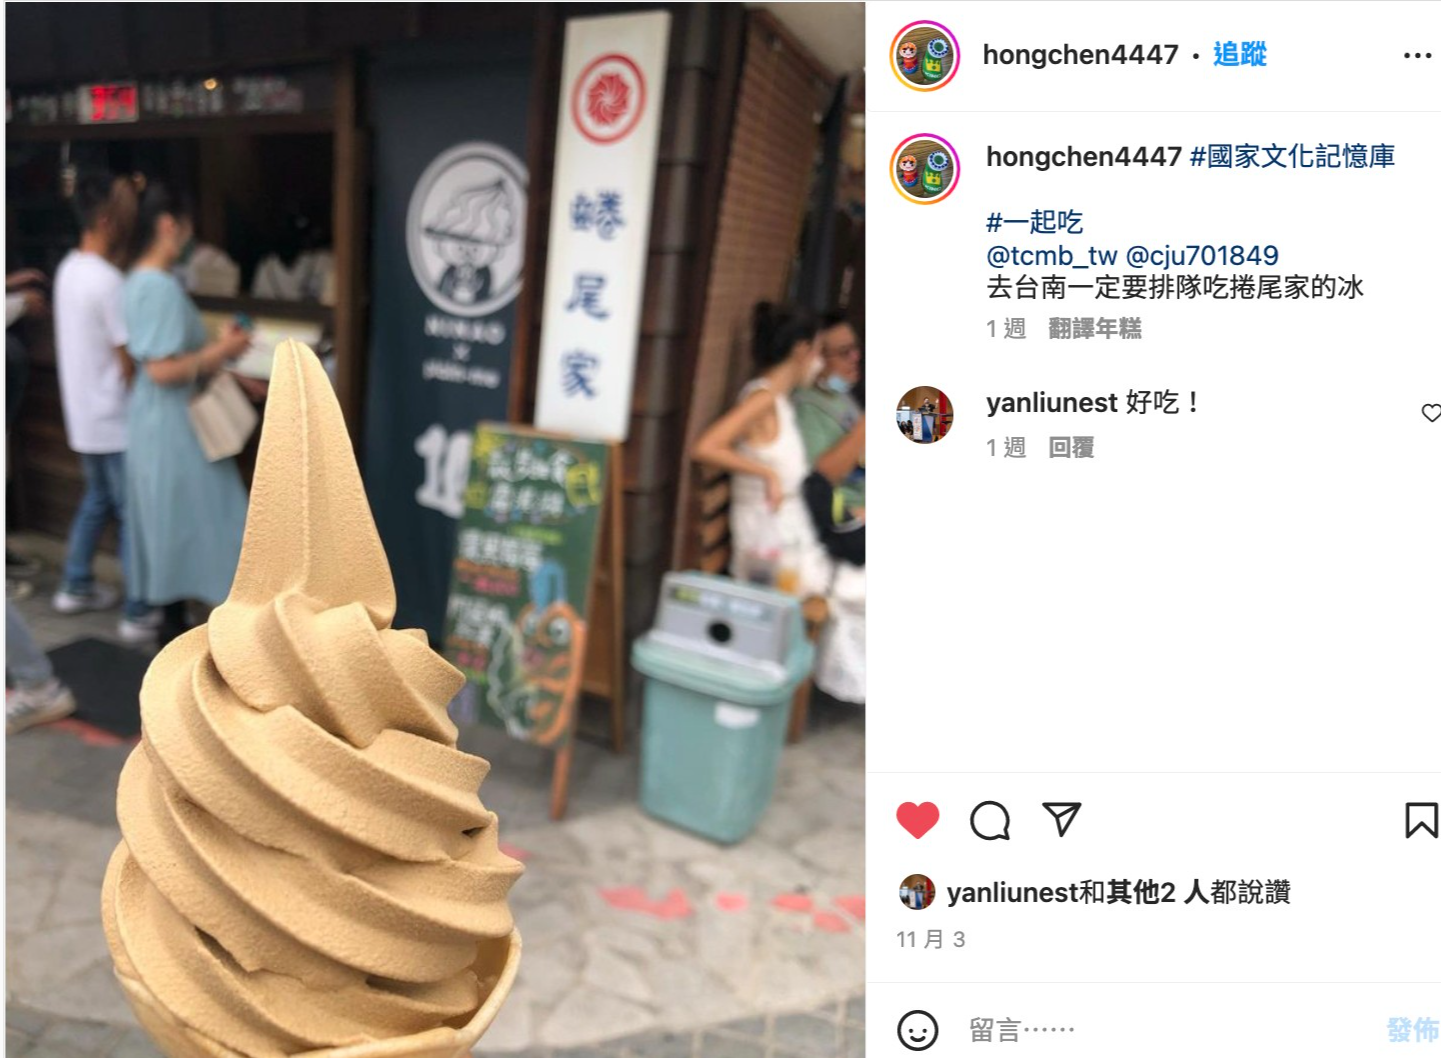 蜷尾家
NINAO
X
hongchen4447 • 追蹤
hongchen4447 #國家文化記憶庫
#一起吃
@tcmb_tw @cju701849
去台南一定要排隊吃捲尾家的冰
1 週 翻譯年糕
yanliunest 好吃！
1 週 回覆
yanliunest和其他2 人都說讚
11 月 3
留言⋯⋯
發佈